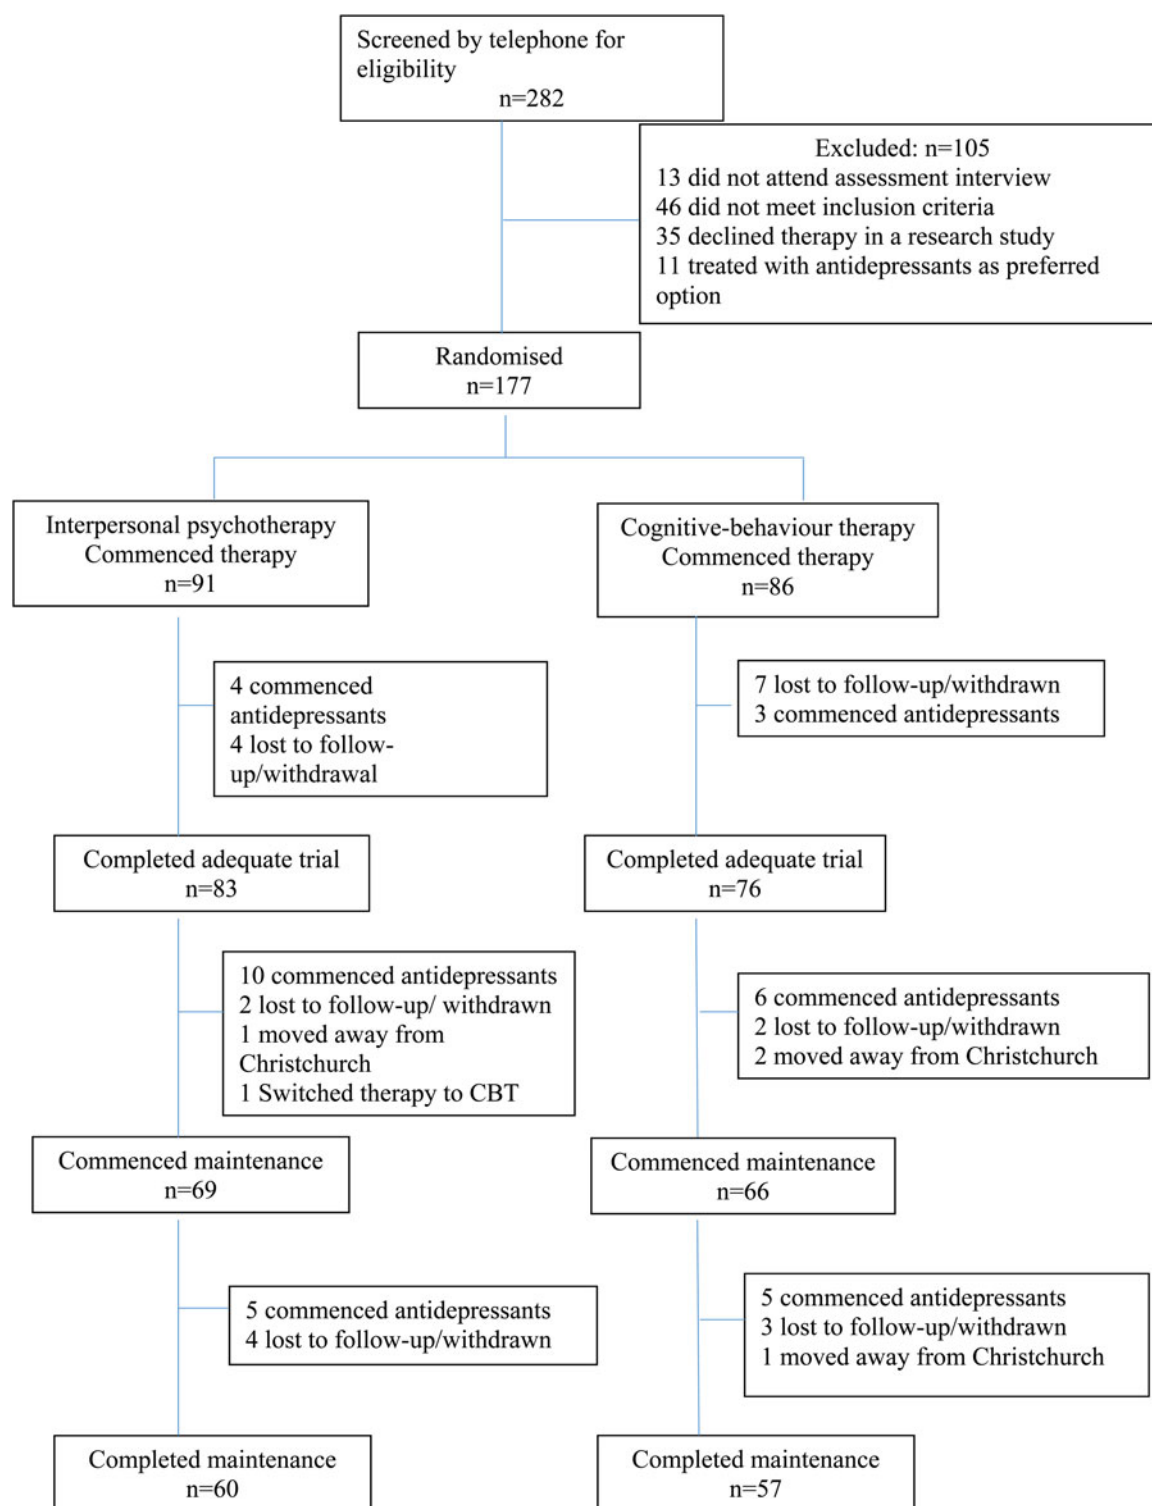 Screened by telephone for
eligibility
n=282
Excluded: n=105
13 did not attend assessment interview
46 did not meet inclusion criteria
35 declined therapy in a research study
11 treated with antidepressants as preferred
option
Randomised
n=177
Interpersonal psychotherapy
Commenced therapy
n=91
Cognitive-behaviour therapy
Commenced therapy
n=86
4 commenced
antidepressants
4 lost to follow-
up/withdrawal
7 lost to follow-up/withdrawn
3 commenced antidepressants
Completed adequate trial
n=83
Completed adequate trial
n=76
10 commenced antidepressants
2 lost to follow-up/ withdrawn
1 moved away from
Christchurch
1 Switched therapy to CBT
6 commenced antidepressants
2 lost to follow-up/withdrawn
2 moved away from Christchurch
Commenced maintenance
n=69
Commenced maintenance
n=66
5 commenced antidepressants
4 lost to follow-up/withdrawn
5 commenced antidepressants
3 lost to follow-up/withdrawn
1 moved away from Christchurch
Completed maintenance
n=60
Completed maintenance
n=57